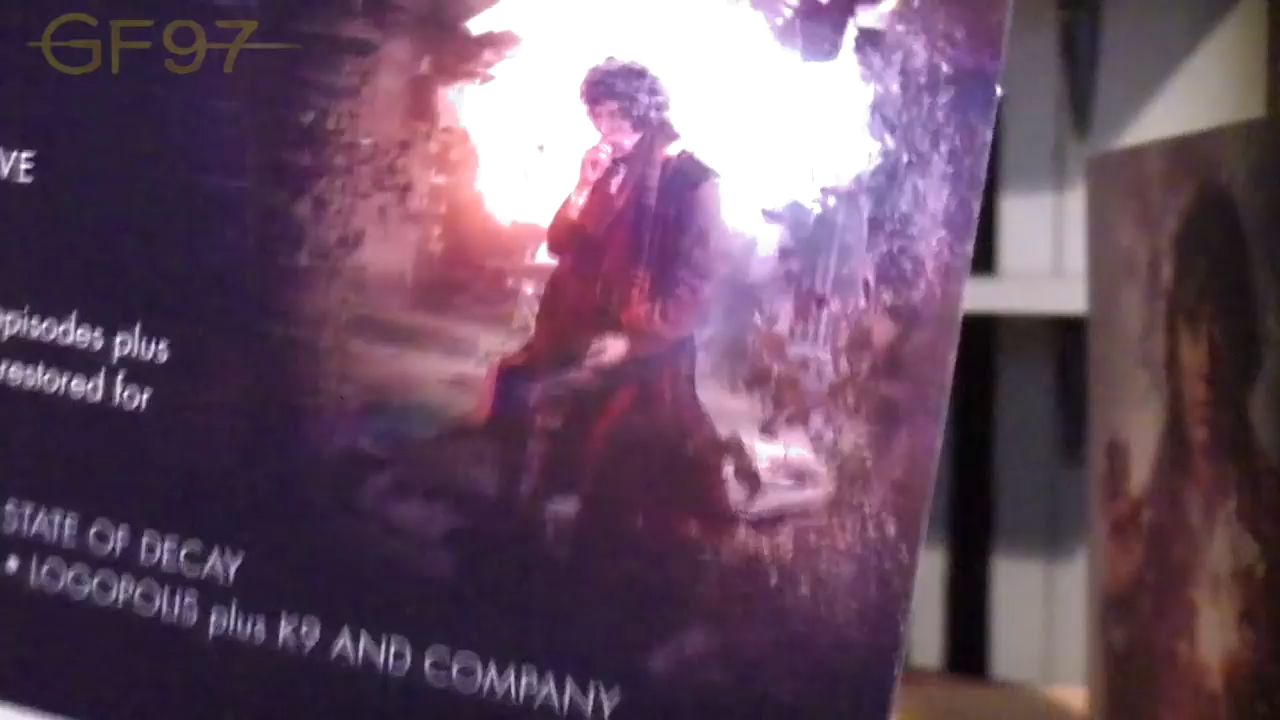 GF97
VE
episodes plus
restored for
STATE OF DECAY
• LOGOPOLIS plus K9 AND COMPANY